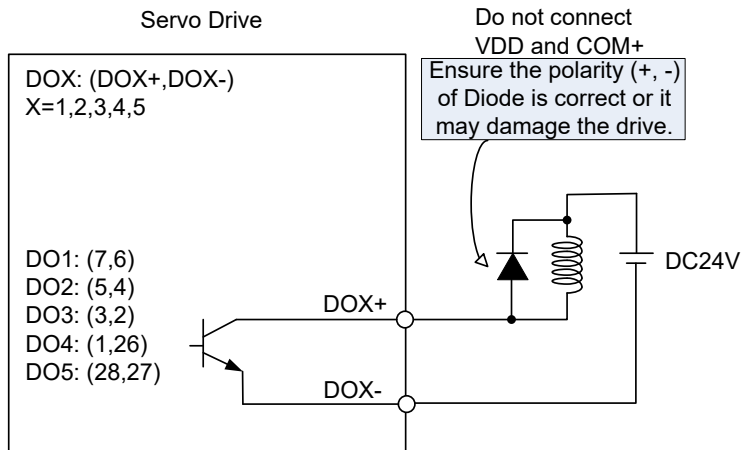 Servo Drive
Do not connect
VDD and COM+
Ensure the polarity (+, -)
of Diode is correct or it
may damage the drive.
DOX: (DOX+,DOX-)
X=1,2,3,4,5
DO1: (7,6)
DO2: (5,4)
DO3: (3,2)
DO4: (1,26)
DO5: (28,27)
DOX+
DOX-
DC24V